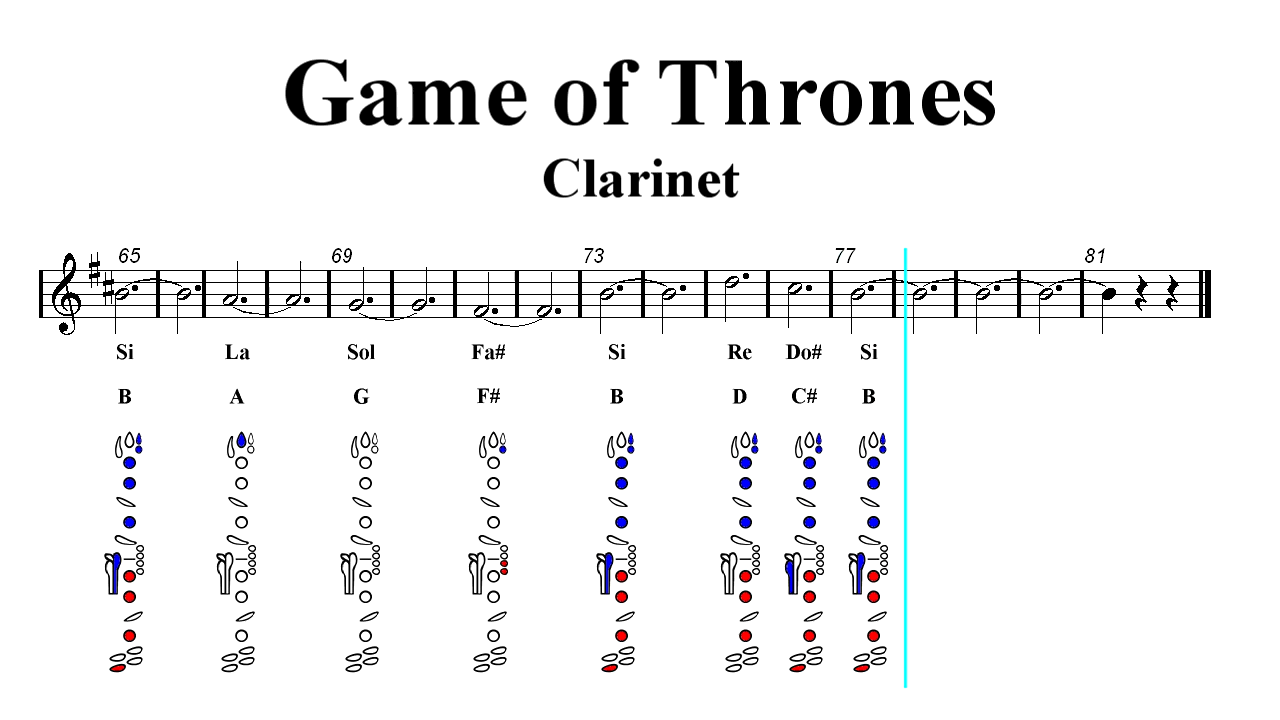 Game of Thrones
Clarinet
65 69 73 77 81
Si La Sol Fa# Si Re Do# Si
B A G F# B D C# B